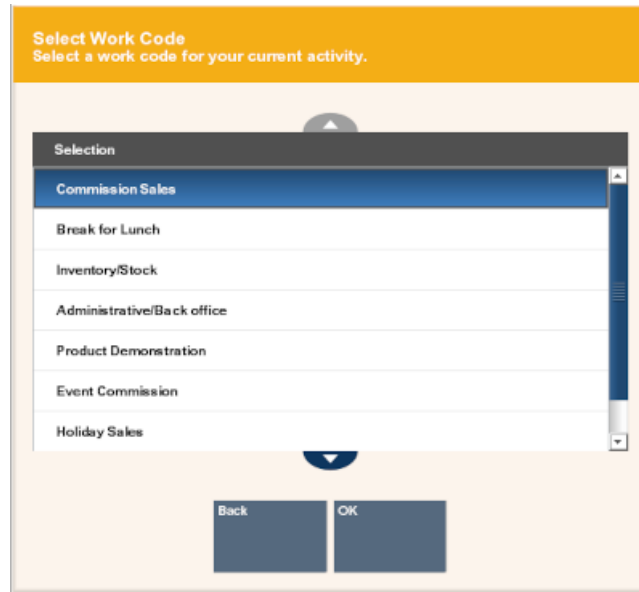 Select Work Code
Select a work code for your current activity.
Selection
Commission Sales
Break for Lunch
Inventory/Stock
Administrative/Back office
Product Demonstration
Event Commission
Holiday Sales
Back
OK